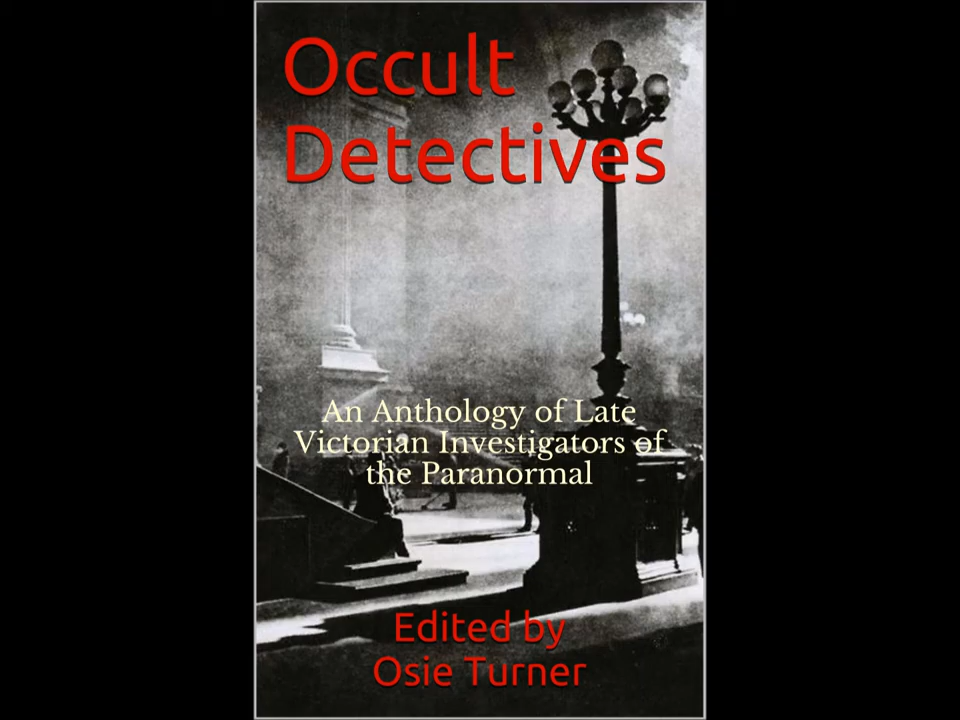 Occult
Detectives
An Anthology of Late
Victorian Investigators of
the Paranormal
Edited by
Osie Turner